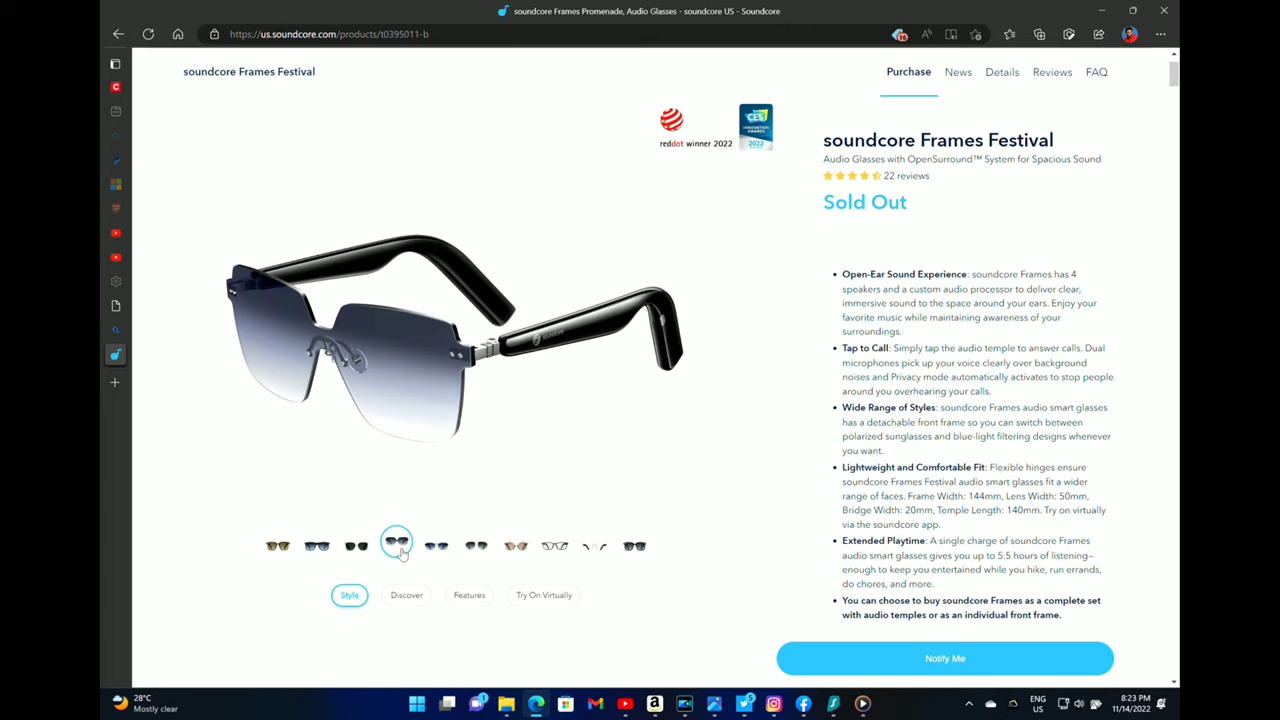 soundcore Frames Promenade, Audio Glasses - soundcore US - Soundcore
https://us.soundcore.com/products/t0395011-b
16
soundcore Frames Festival
Purchase
News
Details
Reviews
FAQ
reddot winner 2022
CES
INNOVATION
AWARDS
2022
soundcore Frames Festival
Audio Glasses with OpenSurround™ System for Spacious Sound
22 reviews
Sold Out
• Open-Ear Sound Experience: soundcore Frames has 4
speakers and a custom audio processor to deliver clear,
immersive sound to the space around your ears. Enjoy your
favorite music while maintaining awareness of your
surroundings.
• Tap to Call: Simply tap the audio temple to answer calls. Dual
microphones pick up your voice clearly over background
noises and Privacy mode automatically activates to stop people
around you overhearing your calls.
• Wide Range of Styles: soundcore Frames audio smart glasses
has a detachable front frame so you can switch between
polarized sunglasses and blue-light filtering designs whenever
you want.
• Lightweight and Comfortable Fit: Flexible hinges ensure
soundcore Frames Festival audio smart glasses fit a wider
range of faces. Frame Width: 144mm, Lens Width: 50mm,
Bridge Width: 20mm, Temple Length: 140mm. Try on virtually
via the soundcore app.
• Extended Playtime: A single charge of soundcore Frames
audio smart glasses gives you up to 5.5 hours of listening—
enough to keep you entertained while you hike, run errands,
do chores, and more.
• You can choose to buy soundcore Frames as a complete set
with audio temples or as an individual front frame.
soundcore
Style
Discover
Features
Try On Virtually
Notify Me
28°C
Mostly clear
ENG
US
8:23 PM
11/14/2022